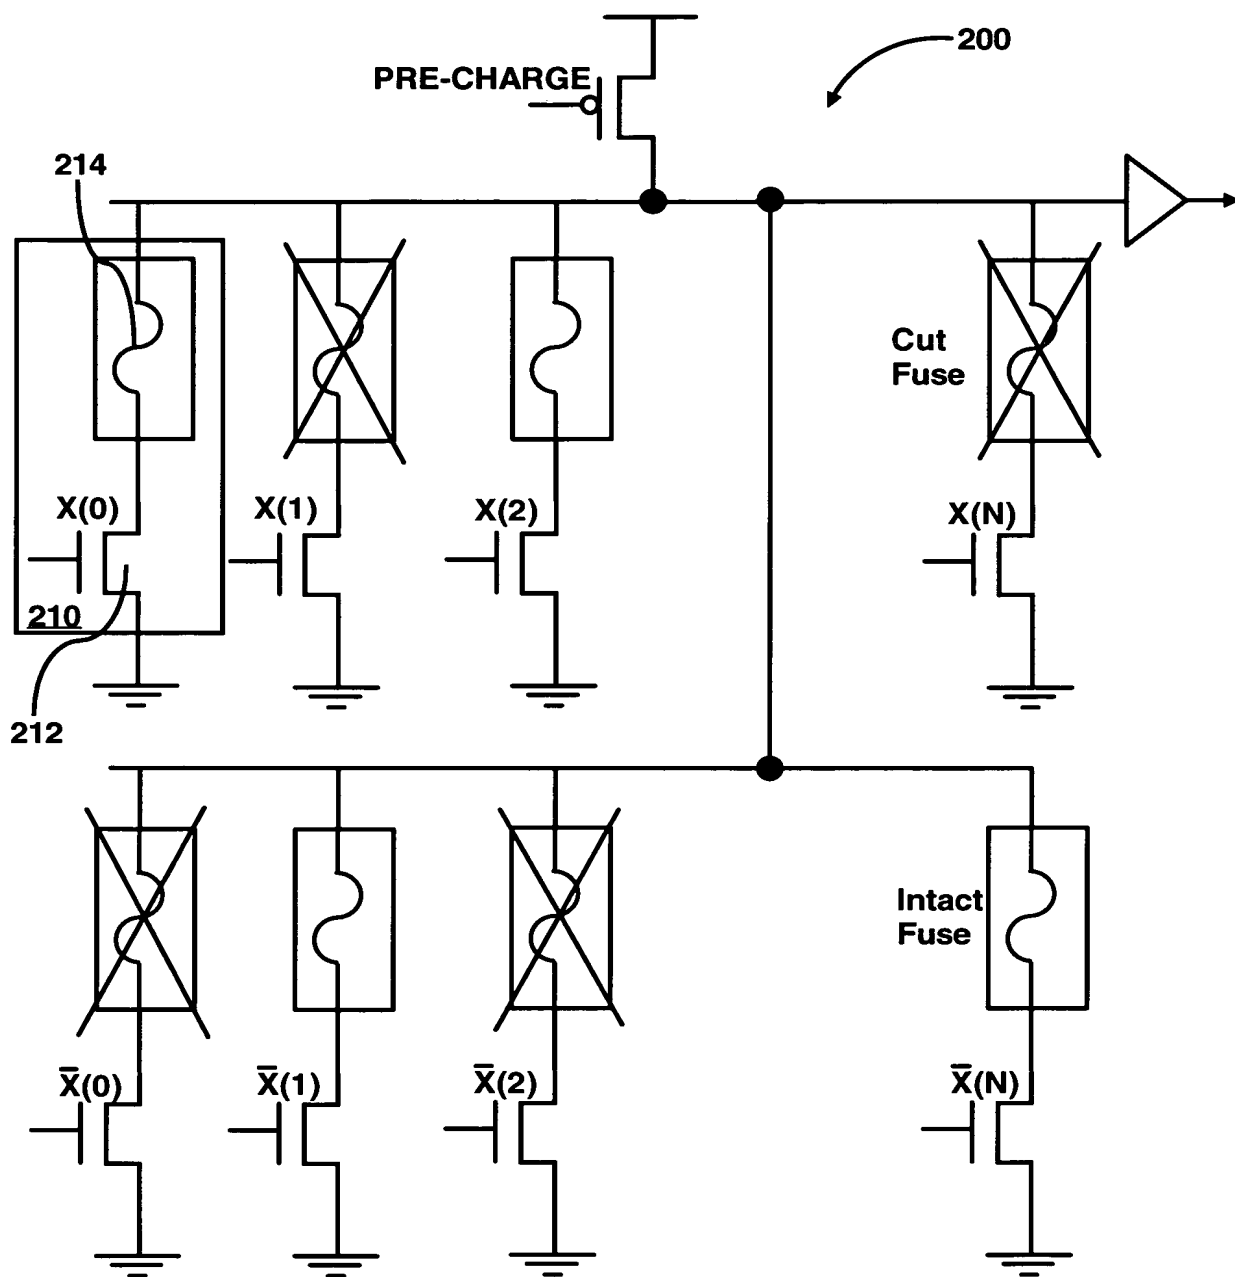 200
PRE-CHARGE
214
Cut
Fuse
X(0)
X(1)
X(2)
X(N)
210
212
Intact
Fuse
X̄(0)
X̄(1)
X̄(2)
X̄(N)